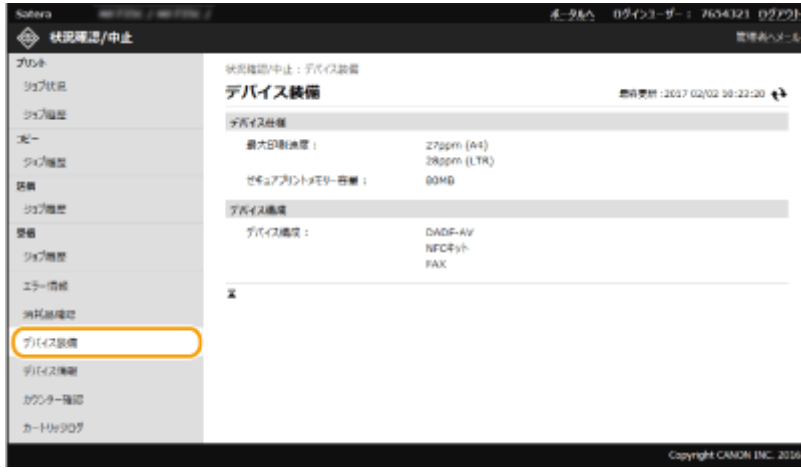 Satera
ポータルへ ログインユーザー： 7654321 ログアウト
状況確認/中止
管理者へメール
プリント
ジョブ状況
ジョブ履歴
コピー
ジョブ履歴
送信
ジョブ履歴
受信
ジョブ履歴
エラー情報
消耗品確認
デバイス装備
デバイス情報
カウンター確認
カートリッジログ
状況確認/中止：デバイス装備
デバイス装備
最終更新 :2017 02/02 10:22:20
デバイス仕様
最大印刷速度： 27ppm (A4)
28ppm (LTR)
セキュアプリントメモリー容量： 80MB
デバイス構成
デバイス構成： DADF-AV
NFCキット
FAX
Copyright CANON INC. 2016